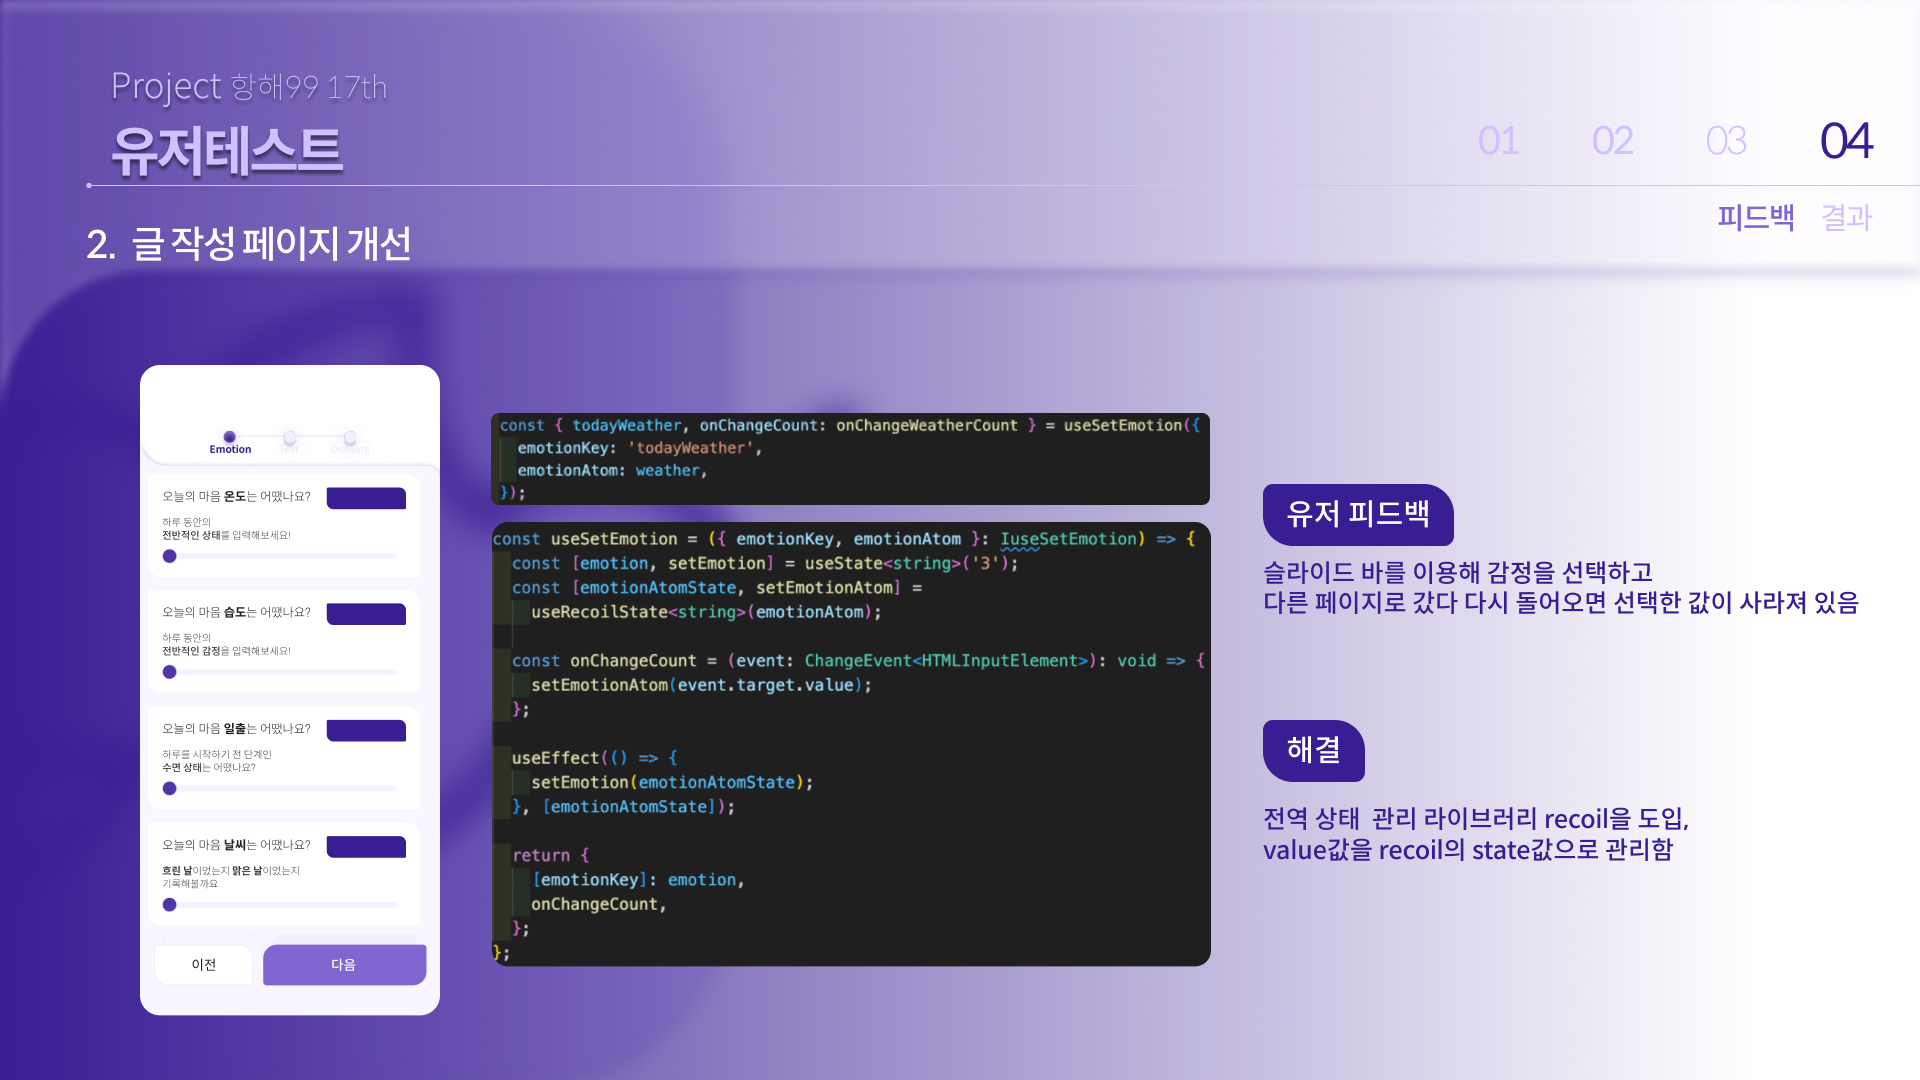 Project 항해99 17th
유저테스트
01 02 03 04
피드백 결과
2. 글 작성 페이지 개선
Emotion
Text
Drawing
오늘의 마음 온도는 어땠나요?
하루 동안의
전반적인 상태를 입력해보세요!
오늘의 마음 습도는 어땠나요?
하루 동안의
전반적인 감정을 입력해보세요!
오늘의 마음 일출는 어땠나요?
하루를 시작하기 전 단계인
수면 상태는 어땠나요?
오늘의 마음 날씨는 어땠나요?
흐린 날이었는지 맑은 날이었는지
기록해볼까요
이전
다음
const { todayWeather, onChangeCount: onChangeWeatherCount } = useSetEmotion({
  emotionKey: 'todayWeather',
  emotionAtom: weather,
});
const useSetEmotion = ({ emotionKey, emotionAtom }: IuseSetEmotion) => {
  const [emotion, setEmotion] = useState<string>('3');
  const [emotionAtomState, setEmotionAtom] =
    useRecoilState<string>(emotionAtom);
  const onChangeCount = (event: ChangeEvent<HTMLInputElement>): void => {
    setEmotionAtom(event.target.value);
  };
  useEffect(() => {
    setEmotion(emotionAtomState);
  }, [emotionAtomState]);
  return {
    [emotionKey]: emotion,
    onChangeCount,
  };
};
유저 피드백
슬라이드 바를 이용해 감정을 선택하고
다른 페이지로 갔다 다시 돌어오면 선택한 값이 사라져 있음
해결
전역 상태 관리 라이브러리 recoil을 도입,
value값을 recoil의 state값으로 관리함